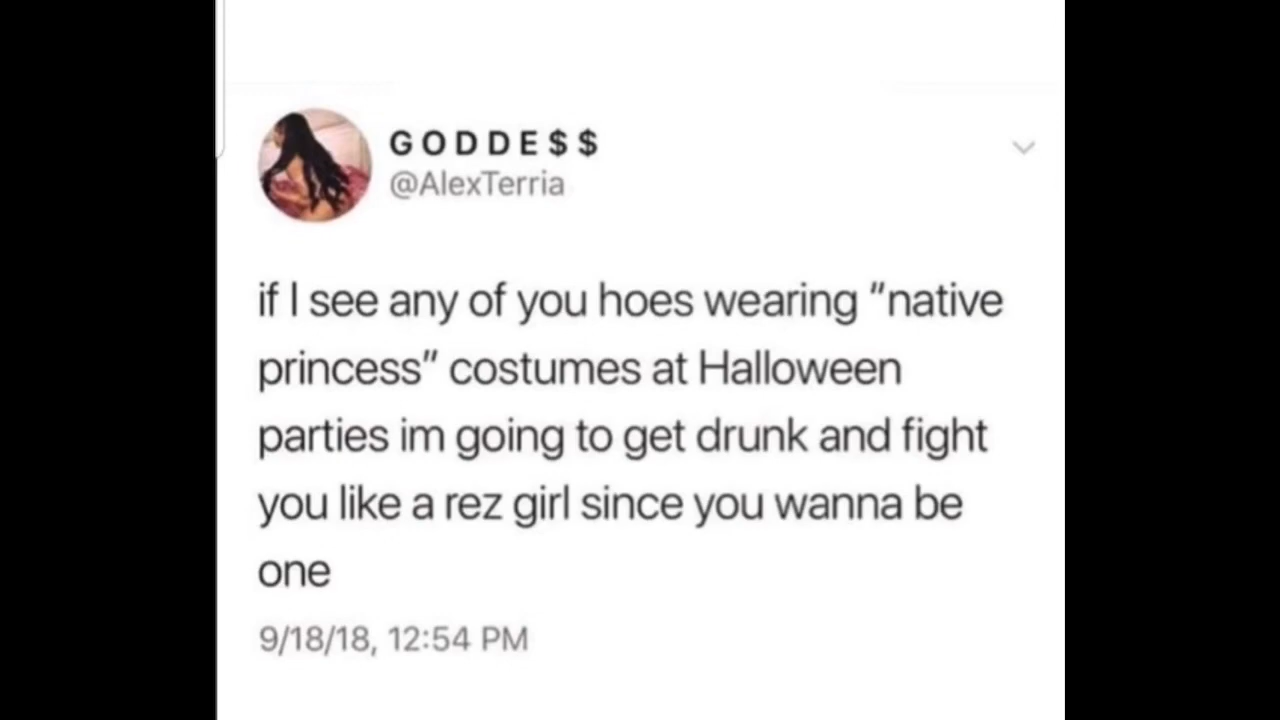 GODDE$$
@AlexTerria
if I see any of you hoes wearing "native
princess" costumes at Halloween
parties im going to get drunk and fight
you like a rez girl since you wanna be
one
9/18/18, 12:54 PM